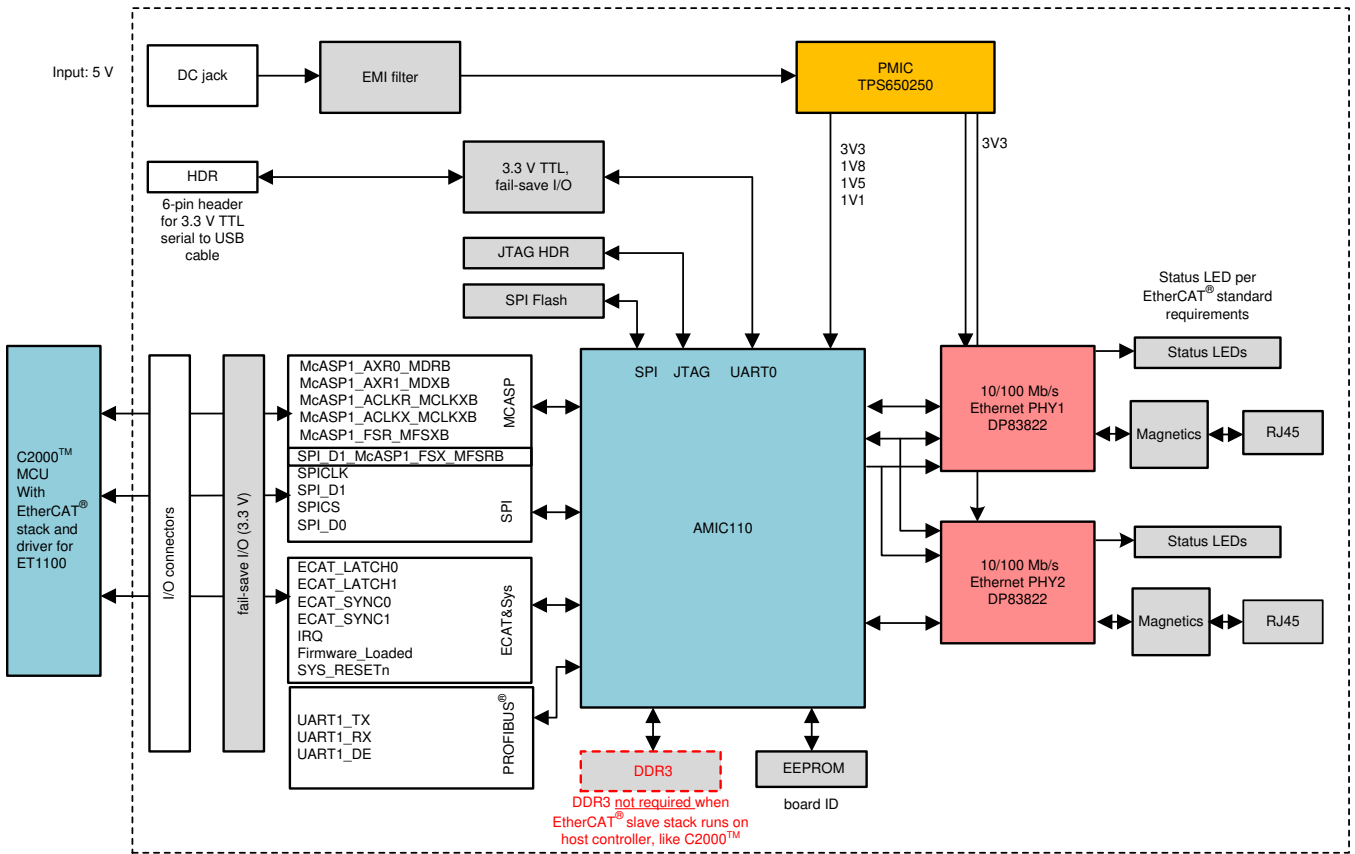 Input: 5 V
DC jack
EMI filter
PMIC
TPS650250
3V3
1V8
1V5
1V1
3V3
HDR
6-pin header
for 3.3 V TTL
serial to USB
cable
3.3 V TTL,
fail-save I/O
JTAG HDR
SPI Flash
Status LED per
EtherCAT® standard
requirements
C2000™
MCU
With
EtherCAT®
stack and
driver for
ET1100
I/O connectors
fail-save I/O (3.3 V)
McASP1_AXR0_MDRB
McASP1_AXR1_MDXB
McASP1_ACLKR_MCLKXB
McASP1_ACLKX_MCLKXB
McASP1_FSR_MFSXB
MCASP
SPI_D1_McASP1_FSX_MFSRB
SPICLK
SPI_D1
SPICS
SPI_D0
SPI
ECAT_LATCH0
ECAT_LATCH1
ECAT_SYNC0
ECAT_SYNC1
IRQ
Firmware_Loaded
SYS_RESETn
ECAT&Sys
UART1_TX
UART1_RX
UART1_DE
PROFIBUS®
SPI JTAG UART0
AMIC110
10/100 Mb/s
Ethernet PHY1
DP83822
Status LEDs
Magnetics
RJ45
10/100 Mb/s
Ethernet PHY2
DP83822
Status LEDs
Magnetics
RJ45
DDR3
DDR3 not required when
EtherCAT® slave stack runs on
host controller, like C2000™
EEPROM
board ID